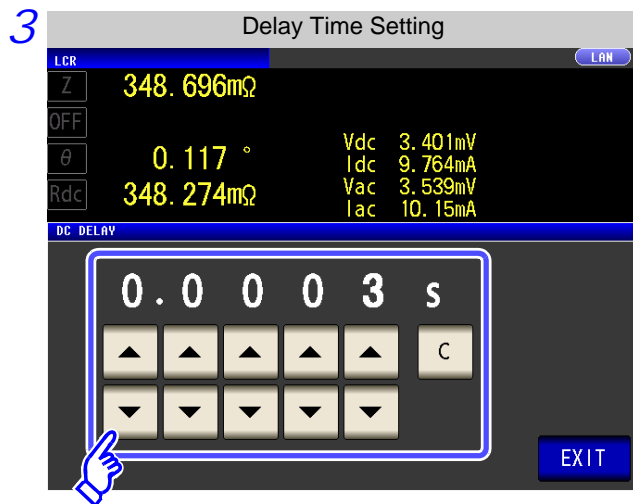 3 Delay Time Setting
LCR LAN
Z 348.696mΩ
OFF
θ 0.117 °
Rdc 348.274mΩ
Vdc 3.401mV
Idc 9.764mA
Vac 3.539mV
Iac 10.15mA
DC DELAY
0.0003 s
C
EXIT